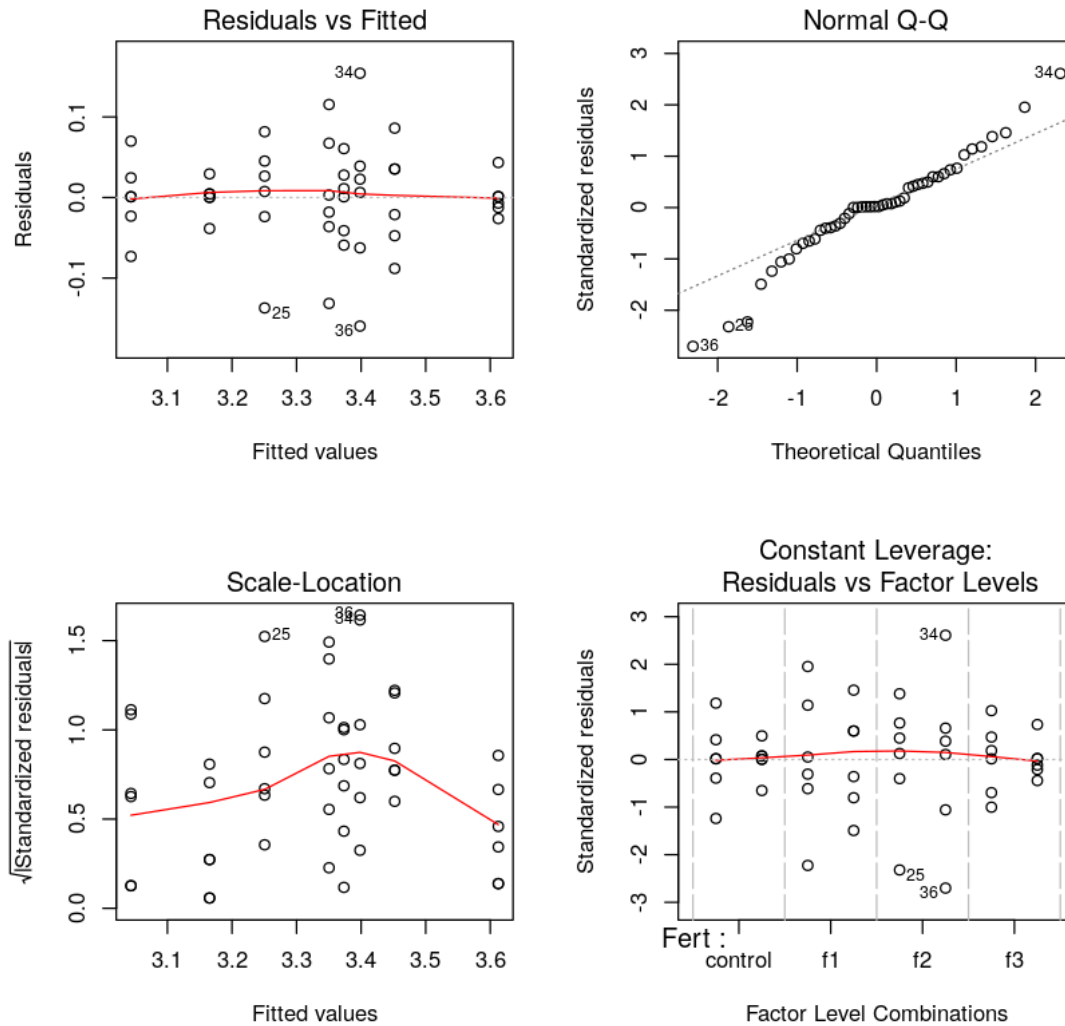 Residuals vs Fitted
Residuals
0.1
0.0
-0.1
34
25
36
3.1 3.2 3.3 3.4 3.5 3.6
Fitted values
Normal Q-Q
Standardized residuals
3
2
1
0
-1
-2
34
25
36
-2 -1 0 1 2
Theoretical Quantiles
Scale-Location
√|Standardized residuals|
1.5
1.0
0.5
0.0
36
34
25
3.1 3.2 3.3 3.4 3.5 3.6
Fitted values
Constant Leverage:
Residuals vs Factor Levels
Standardized residuals
3
2
1
0
-1
-2
-3
34
25
36
Fert :
control f1 f2 f3
Factor Level Combinations